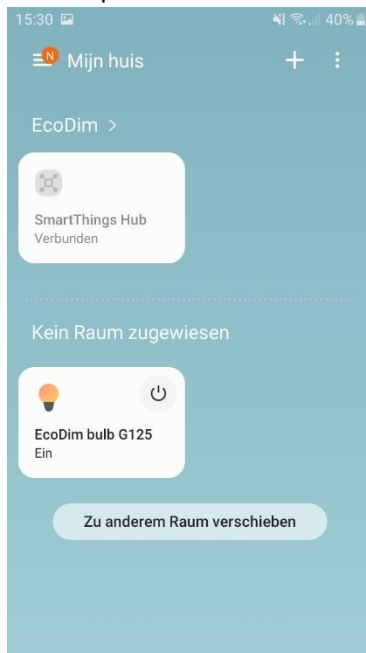 15:30 40%
N Mijn huis
EcoDim >
SmartThings Hub
Verbunden
Kein Raum zugewiesen
EcoDim bulb G125
Ein
Zu anderem Raum verschieben